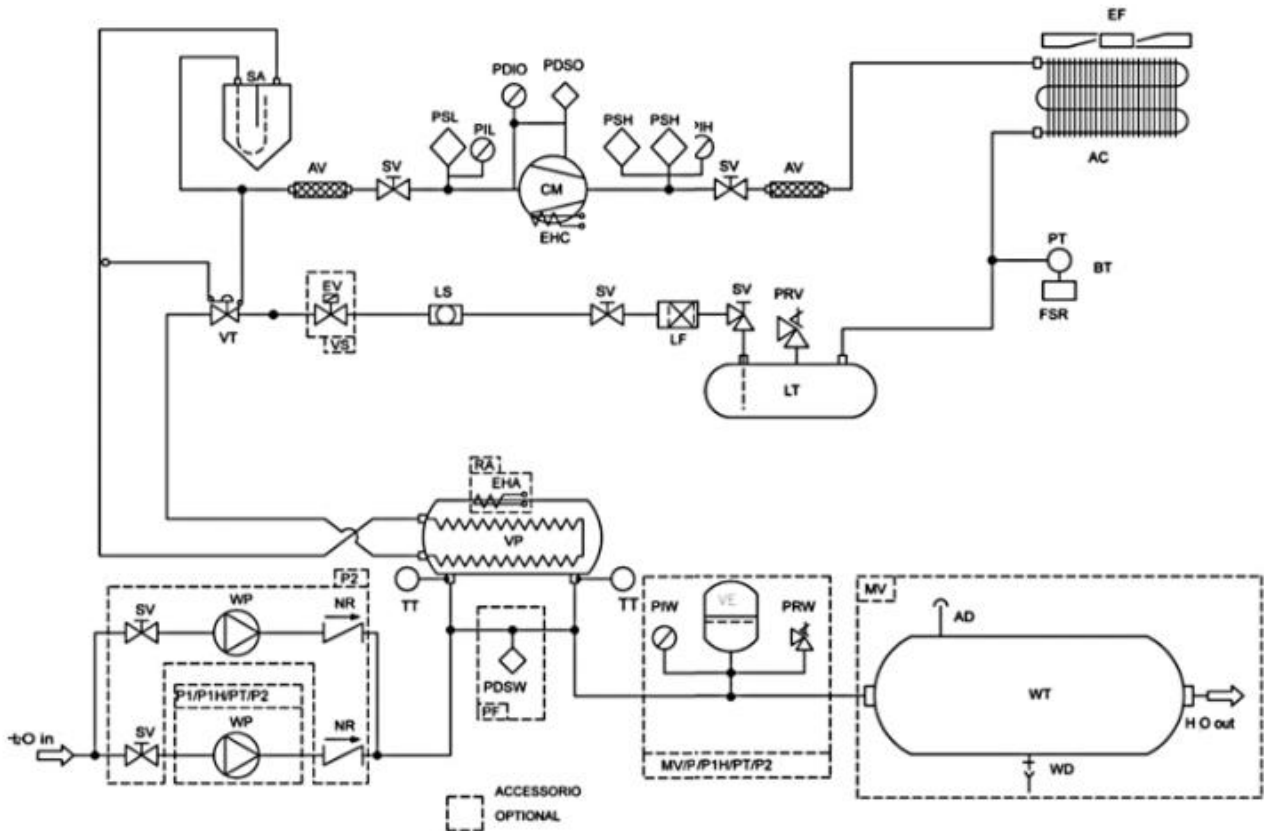 EF
SA
PDIO
PDSO
PSL
PIL
PSH
PSH
PIH
AV
SV
CM
SV
AV
AC
EHC
PT
BT
FSR
EV
LS
SV
SV
PRV
VT
VS
LF
LT
RA
EHA
VP
P2
TT
TT
MV
SV
WP
NR
PIW
VE
PRW
AD
PDSW
PF
WT
P1/P1H/PT/P2
H O out
SV
WP
NR
O in
MV/P/P1H/PT/P2
WD
ACCESSORIO
OPTIONAL